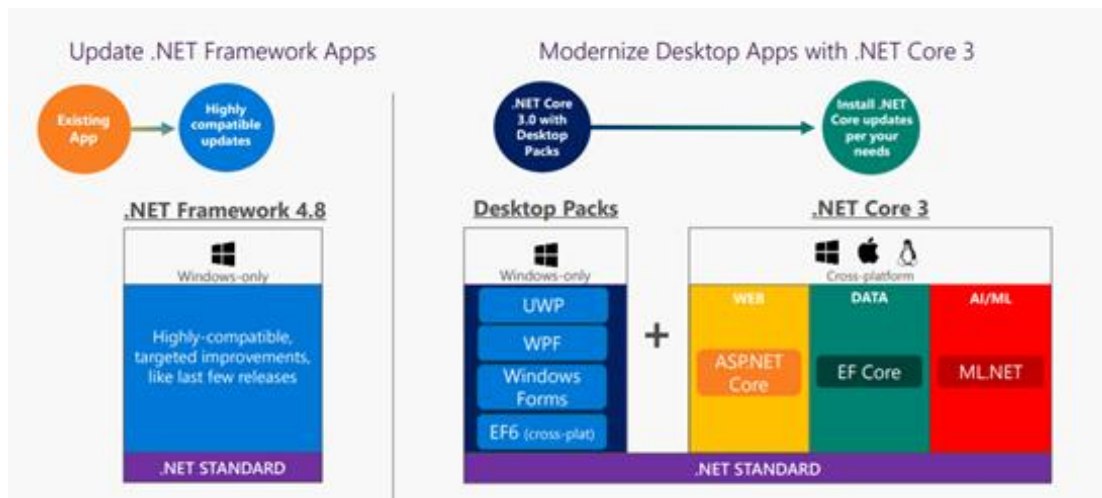 Update .NET Framework Apps
Existing
App
Highly
compatible
updates
.NET Framework 4.8
Windows-only
Highly-compatible,
targeted improvements,
like last few releases
.NET STANDARD
Modernize Desktop Apps with .NET Core 3
.NET Core
3.0 with
Desktop
Packs
Install .NET
Core updates
per your
needs
Desktop Packs
Windows-only
UWP
WPF
Windows
Forms
EF6 (cross-plat)
+
.NET Core 3
Cross-platform
WEB
ASP.NET
Core
DATA
EF Core
AI/ML
ML.NET
.NET STANDARD